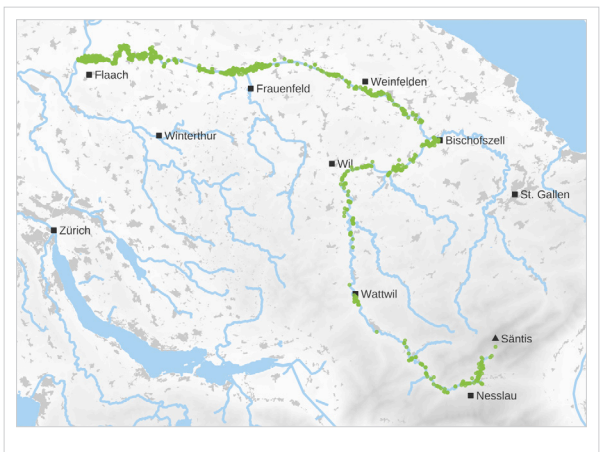 Flaach
Weinfelden
Frauenfeld
Winterthur
Bischofszell
Wil
St. Gallen
Zürich
Wattwil
Säntis
Nesslau